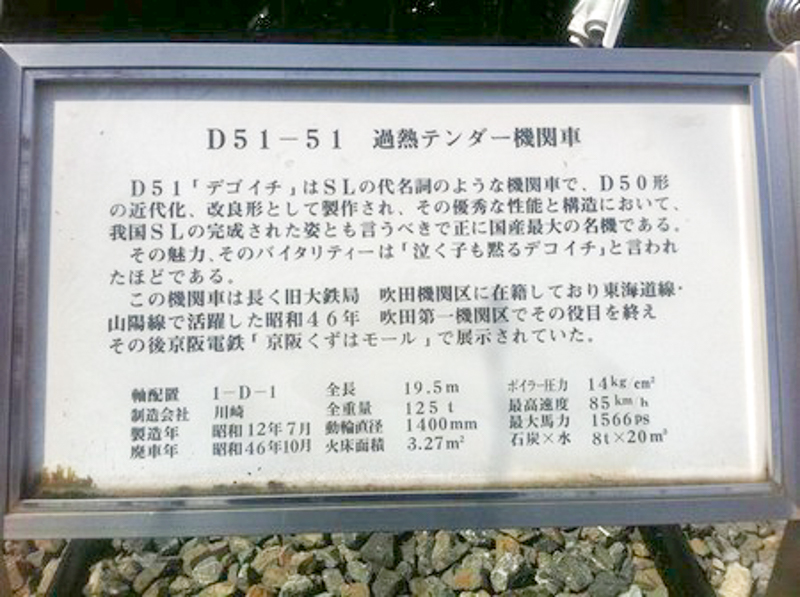 D51-51 過熱テンダー機関車
D51「デゴイチ」はSLの代名詞のような機関車で、D50形
の近代化、改良形として製作され、その優秀な性能と構造において、
我国SLの完成された姿とも言うべきで正に国産最大の名機である。
その魅力、そのバイタリティーは「泣く子も黙るデコイチ」と言われ
たほどである。
この機関車は長く旧大鉄局 吹田機関区に在籍しており東海道線・
山陽線で活躍した昭和46年 吹田第一機関区でその役目を終え
その後京阪電鉄「京阪くずはモール」で展示されていた。
軸配置 1-D-1 全長 19.5m ボイラー圧力 14kg/cm²
制造会社 川崎 全重量 125t 最高速度 85km/h
製造年 昭和12年7月 動輪直径 1400mm 最大馬力 1566ps
廃車年 昭和46年10月 火床面積 3.27m² 石炭×水 8t×20m³